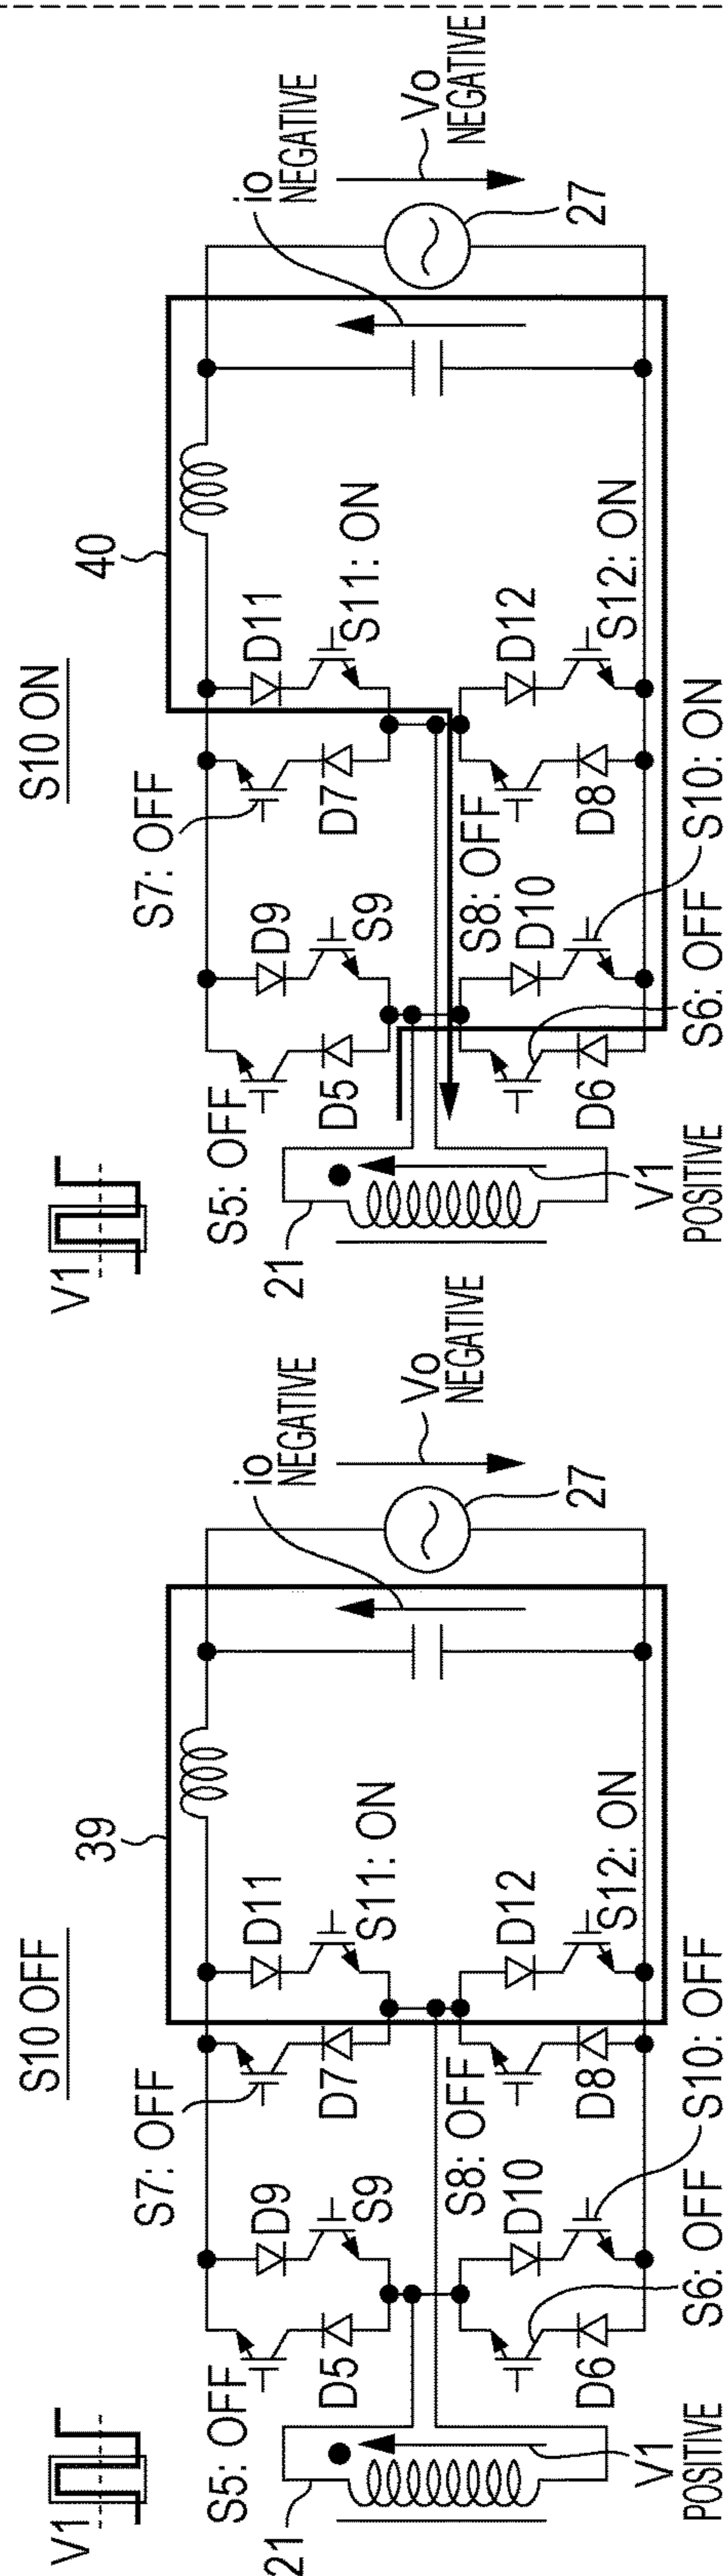 S10 OFF
V1
S7: OFF
39
S5: OFF
D9
D11
io
NEGATIVE
Vo
NEGATIVE
D5
S9
D7
S11: ON
21
S8: OFF
D10
D12
27
D6
D8
S12: ON
V1
POSITIVE
S6: OFF
S10: OFF
S10 ON
V1
S7: OFF
40
S5: OFF
D9
D11
io
NEGATIVE
Vo
NEGATIVE
D5
S9
D7
S11: ON
21
S8: OFF
D10
D12
27
D6
D8
S12: ON
V1
POSITIVE
S6: OFF
S10: ON